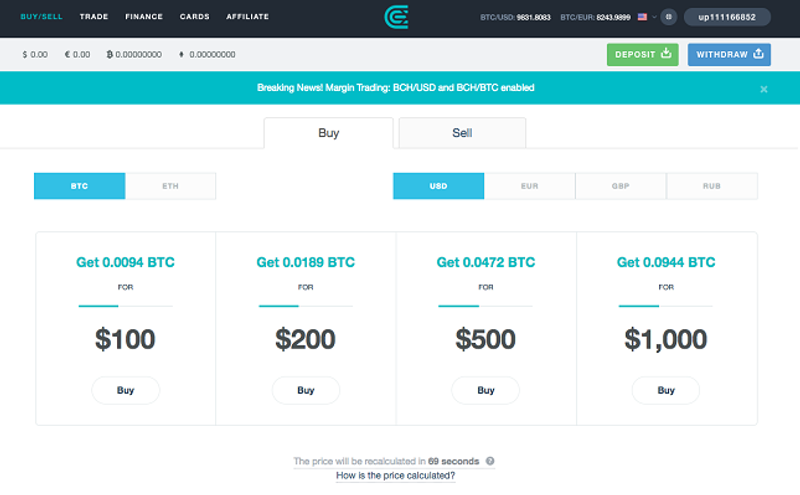 BUY/SELL TRADE FINANCE CARDS AFFILIATE BTC/USD: 9831.8083 BTC/EUR: 8243.9899 up111166852
$ 0.00 € 0.00 ₿ 0.00000000 ♦ 0.00000000 DEPOSIT WITHDRAW
Breaking News! Margin Trading: BCH/USD and BCH/BTC enabled ×
Buy Sell
BTC ETH USD EUR GBP RUB
Get 0.0094 BTC Get 0.0189 BTC Get 0.0472 BTC Get 0.0944 BTC
FOR FOR FOR FOR
$100 $200 $500 $1,000
Buy Buy Buy Buy
The price will be recalculated in 69 seconds ?
How is the price calculated?